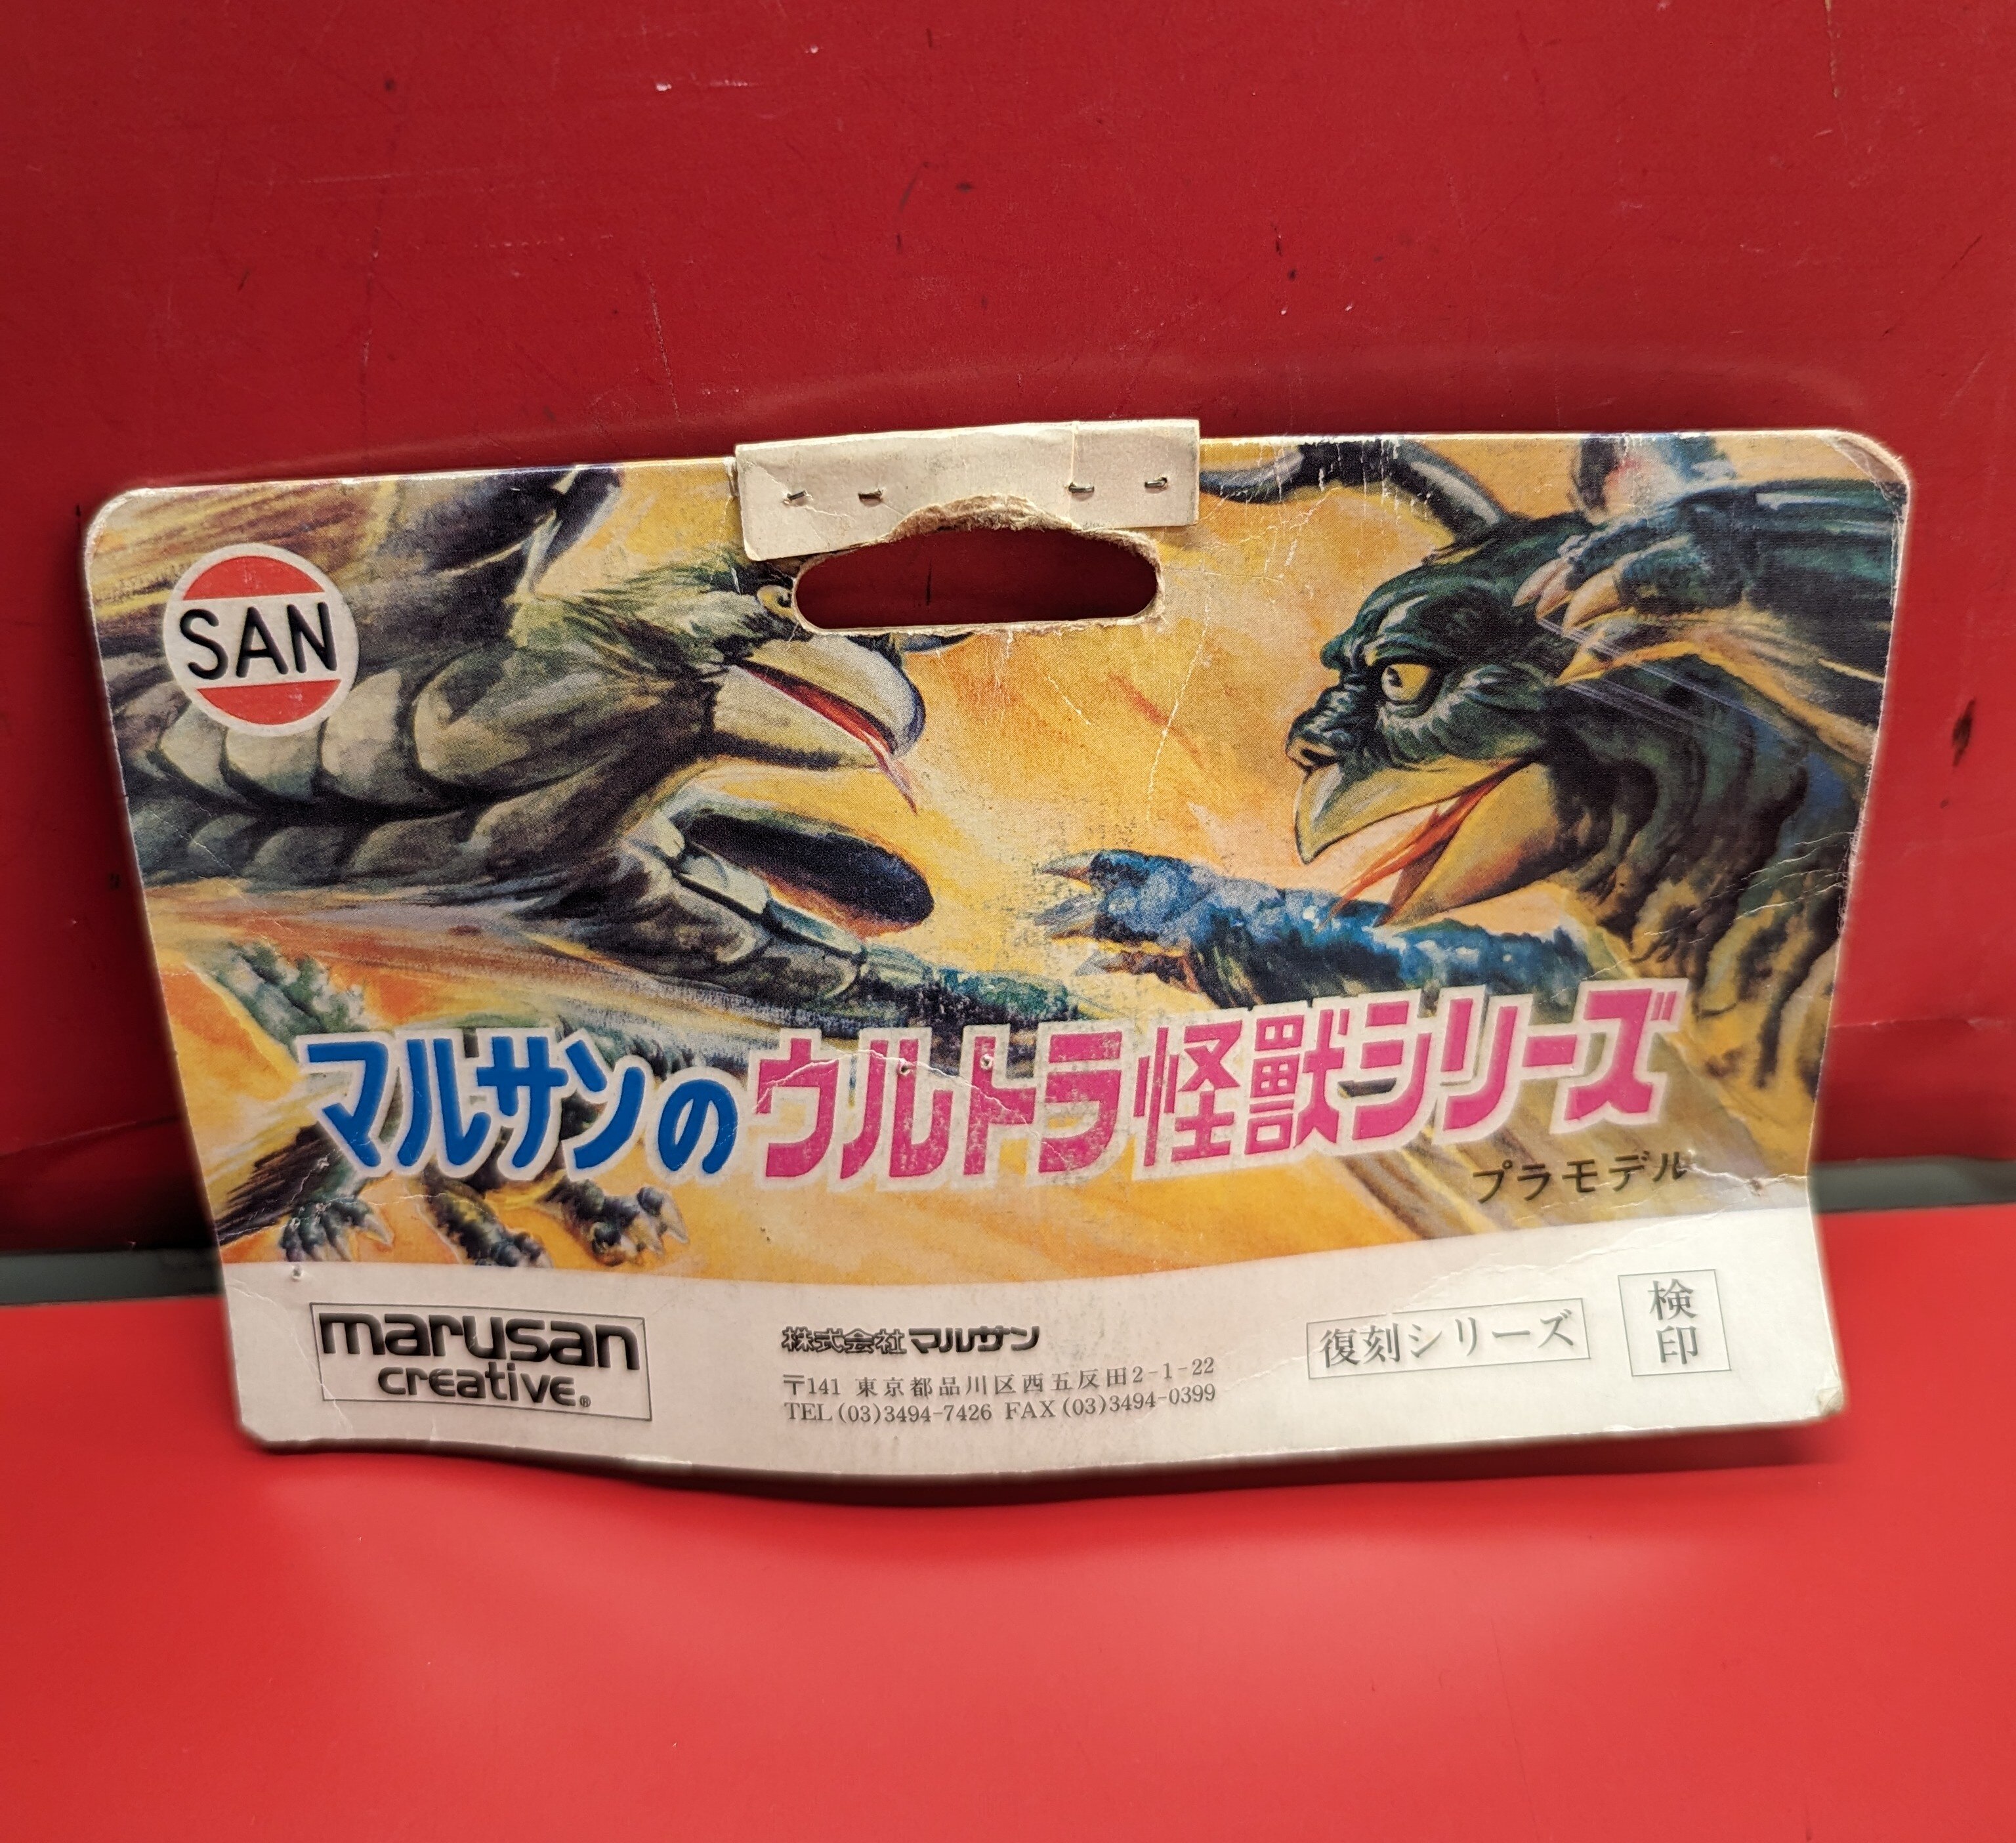 SAN
マルサンのウルトラ怪獣シリーズ
プラモデル
marusan
creative®
株式会社マルサン
〒141 東京都品川区西五反田2-1-22
TEL(03)3494-7426 FAX(03)3494-0399
復刻シリーズ
検
印